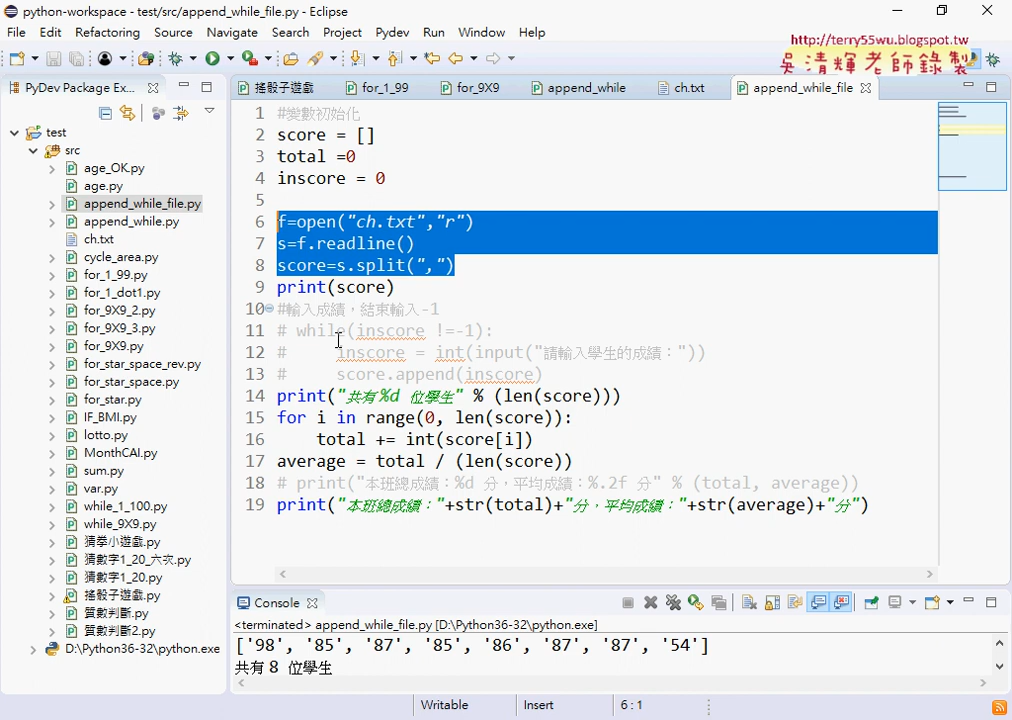 python-workspace - test/src/append_while_file.py - Eclipse
File Edit Refactoring Source Navigate Search Project Pydev Run Window Help
http://terry55wu.blogspot.tw
吳清輝老師錄製
PyDev Package Ex...
搖骰子遊戲 for_1_99 for_9X9 append_while ch.txt append_while_file
test
src
age_OK.py
age.py
append_while_file.py
append_while.py
ch.txt
cycle_area.py
for_1_99.py
for_1_dot1.py
for_9X9_2.py
for_9X9_3.py
for_9X9.py
for_star_space_rev.py
for_star_space.py
for_star.py
IF_BMI.py
lotto.py
MonthCAI.py
sum.py
var.py
while_1_100.py
while_9X9.py
猜拳小遊戲.py
猜數字1_20_六次.py
猜數字1_20.py
搖骰子遊戲.py
質數判斷.py
質數判斷2.py
D:\Python36-32\python.exe
1 #變數初始化
2 score = []
3 total =0
4 inscore = 0
5
6 f=open("ch.txt","r")
7 s=f.readline()
8 score=s.split(",")
9 print(score)
10 #輸入成績，結束輸入-1
11 # while(inscore !=-1):
12 #     inscore = int(input("請輸入學生的成績："))
13 #     score.append(inscore)
14 print("共有%d 位學生" % (len(score)))
15 for i in range(0, len(score)):
16     total += int(score[i])
17 average = total / (len(score))
18 # print("本班總成績：%d 分，平均成績：%.2f 分" % (total, average))
19 print("本班總成績："+str(total)+"分，平均成績："+str(average)+"分")
Console
<terminated> append_while_file.py [D:\Python36-32\python.exe]
['98', '85', '87', '85', '86', '87', '87', '54']
共有 8 位學生
Writable Insert 6 : 1